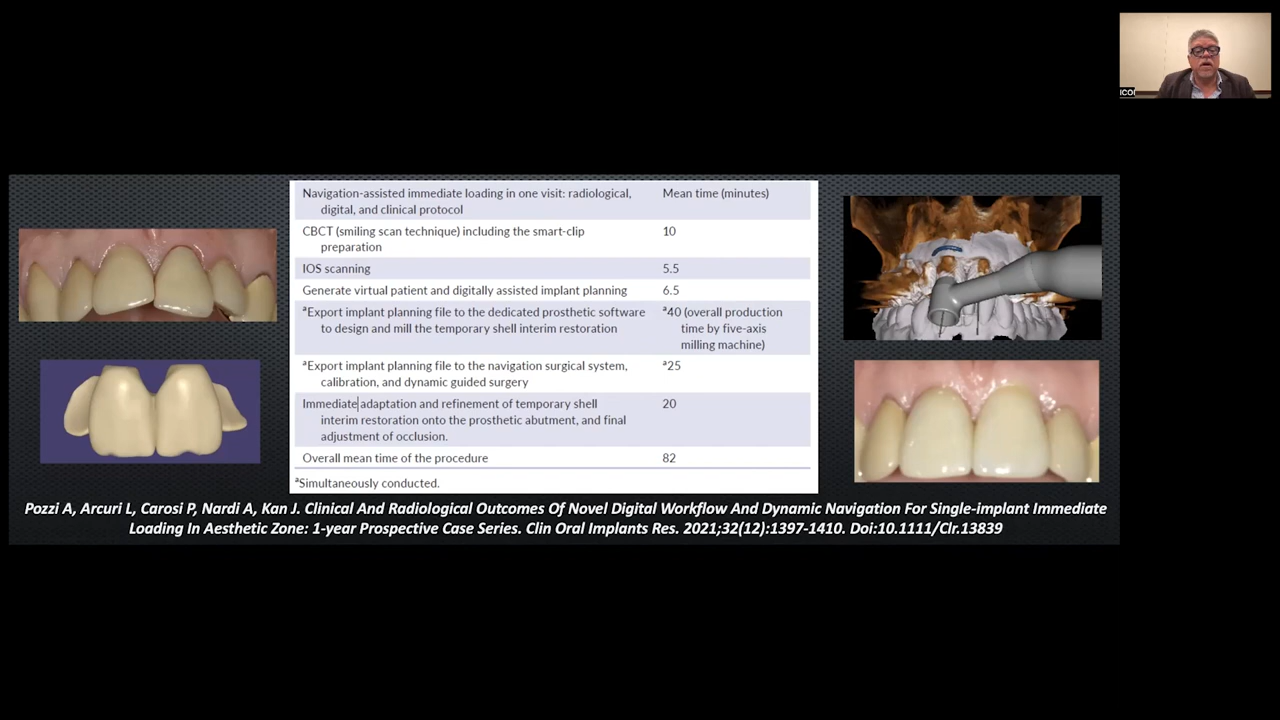 ICOI
Navigation-assisted immediate loading in one visit: radiological,
digital, and clinical protocol
Mean time (minutes)
CBCT (smiling scan technique) including the smart-clip
preparation
10
IOS scanning
5.5
Generate virtual patient and digitally assisted implant planning
6.5
ᵃExport implant planning file to the dedicated prosthetic software
to design and mill the temporary shell interim restoration
ᵃ40 (overall production
time by five-axis
milling machine)
ᵃExport implant planning file to the navigation surgical system,
calibration, and dynamic guided surgery
ᵃ25
Immediate adaptation and refinement of temporary shell
interim restoration onto the prosthetic abutment, and final
adjustment of occlusion.
20
Overall mean time of the procedure
82
ᵃSimultaneously conducted.
Pozzi A, Arcuri L, Carosi P, Nardi A, Kan J. Clinical And Radiological Outcomes Of Novel Digital Workflow And Dynamic Navigation For Single-implant Immediate
Loading In Aesthetic Zone: 1-year Prospective Case Series. Clin Oral Implants Res. 2021;32(12):1397-1410. Doi:10.1111/Clr.13839